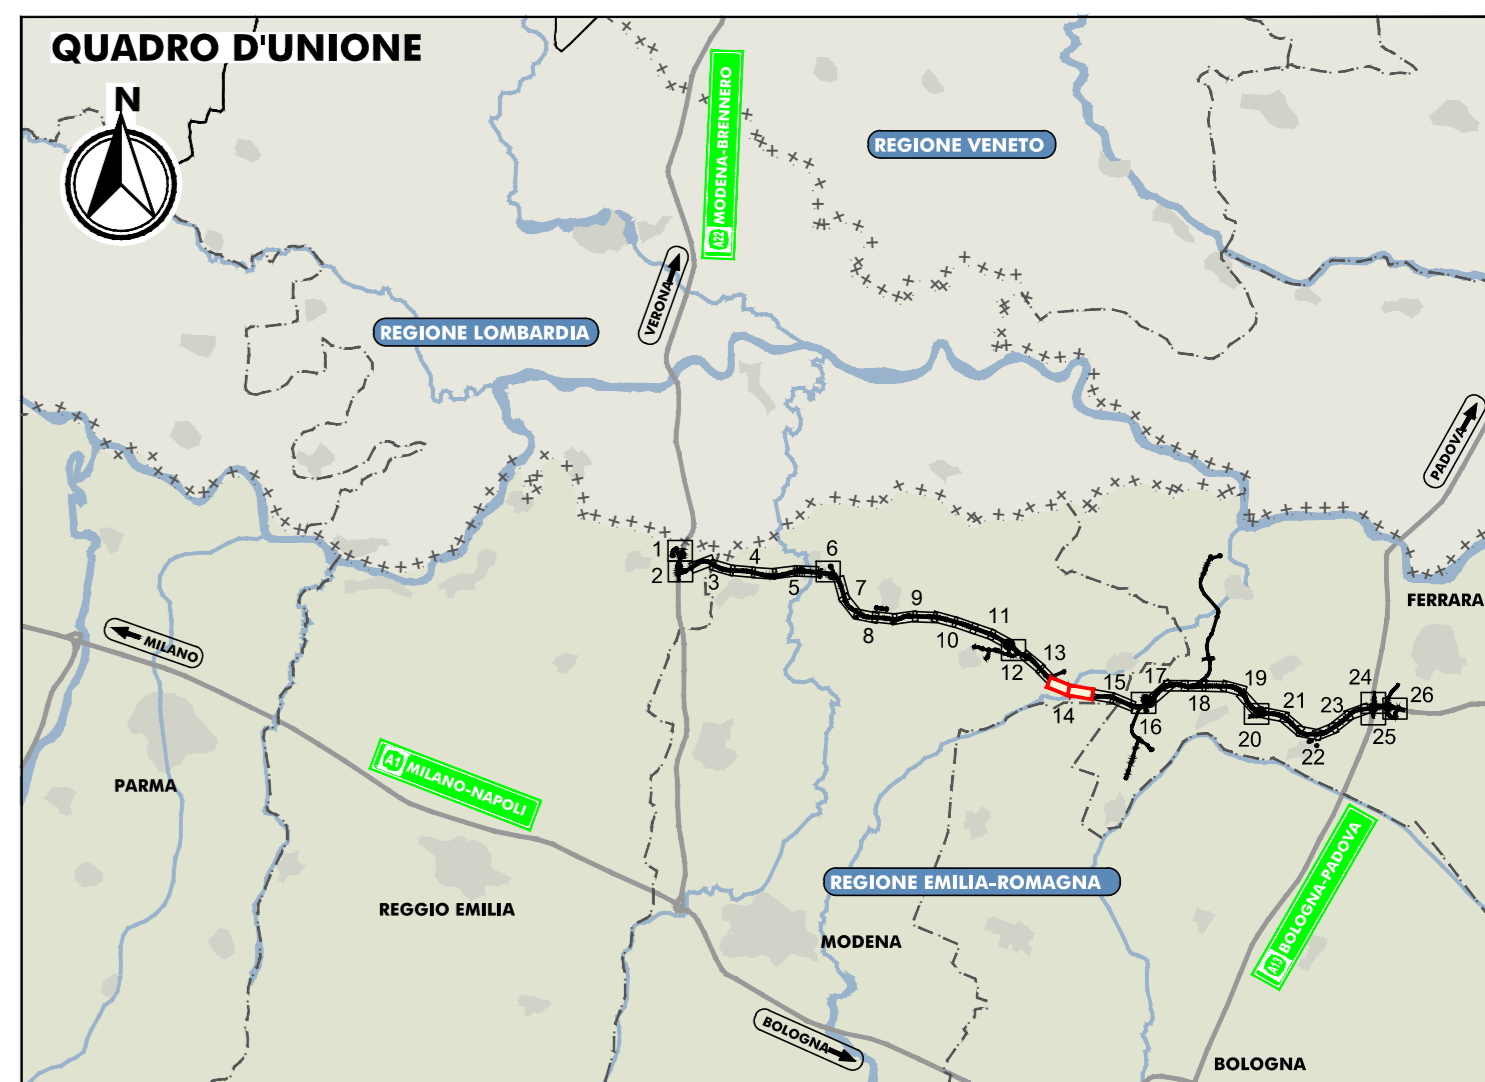 QUADRO D'UNIONE
N
A22 MODENA-BRENNERO
REGIONE VENETO
VERONA
REGIONE LOMBARDIA
PADOVA
1
2
3
4
5
6
7
8
9
10
11
12
13
14
15
16
17
18
19
20
21
22
23
24
25
26
FERRARA
MILANO
PARMA
A1 MILANO-NAPOLI
REGIONE EMILIA-ROMAGNA
REGGIO EMILIA
MODENA
A13 BOLOGNA-PADOVA
BOLOGNA
BOLOGNA